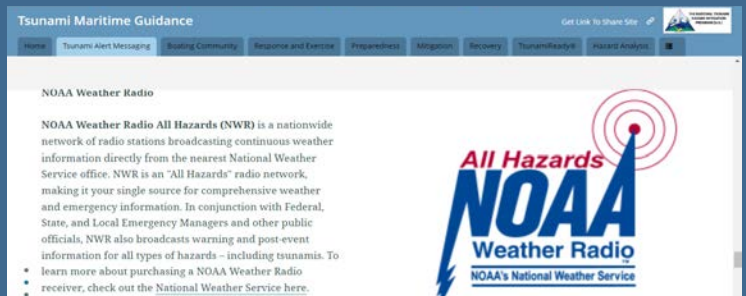 Tsunami Maritime Guidance
Get Link To Share Site
Home Tsunami Alert Messaging Boating Community Response and Exercise Preparedness Mitigation Recovery TsunamiReady® Hazard Analysis
NOAA Weather Radio
NOAA Weather Radio All Hazards (NWR) is a nationwide
network of radio stations broadcasting continuous weather
information directly from the nearest National Weather
Service office. NWR is an "All Hazards" radio network,
making it your single source for comprehensive weather
and emergency information. In conjunction with Federal,
State, and Local Emergency Managers and other public
officials, NWR also broadcasts warning and post-event
information for all types of hazards – including tsunamis. To
learn more about purchasing a NOAA Weather Radio
receiver, check out the National Weather Service here.
All Hazards
NOAA
Weather Radio
NOAA's National Weather Service